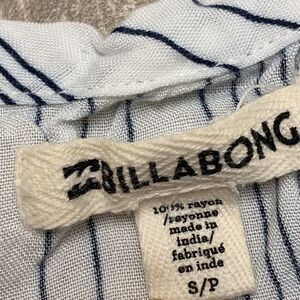 BILLABONG
100% rayon
/rayonne
made in
india/
fabriqué
en inde
S/P